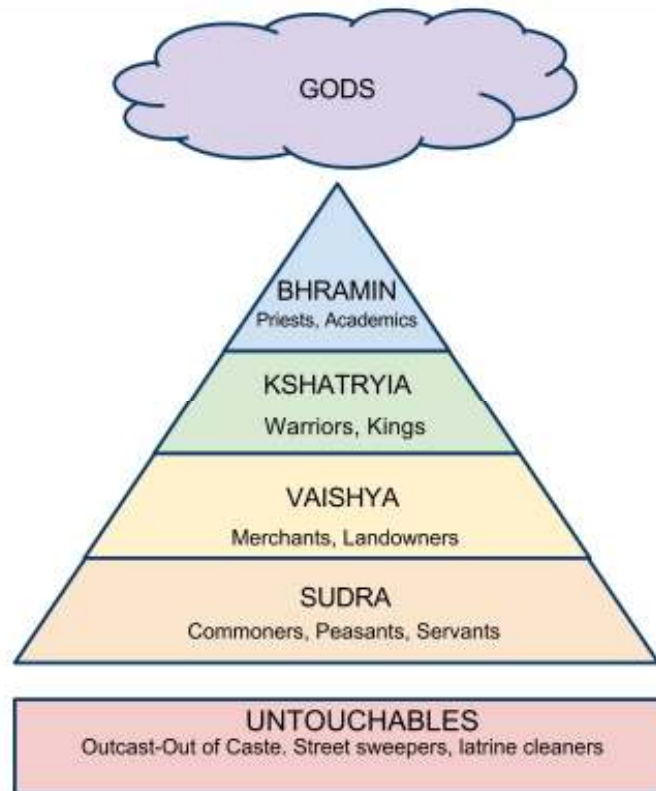 GODS
BHRAMIN
Priests, Academics
KSHATRYIA
Warriors, Kings
VAISHYA
Merchants, Landowners
SUDRA
Commoners, Peasants, Servants
UNTOUCHABLES
Outcast-Out of Caste. Street sweepers, latrine cleaners